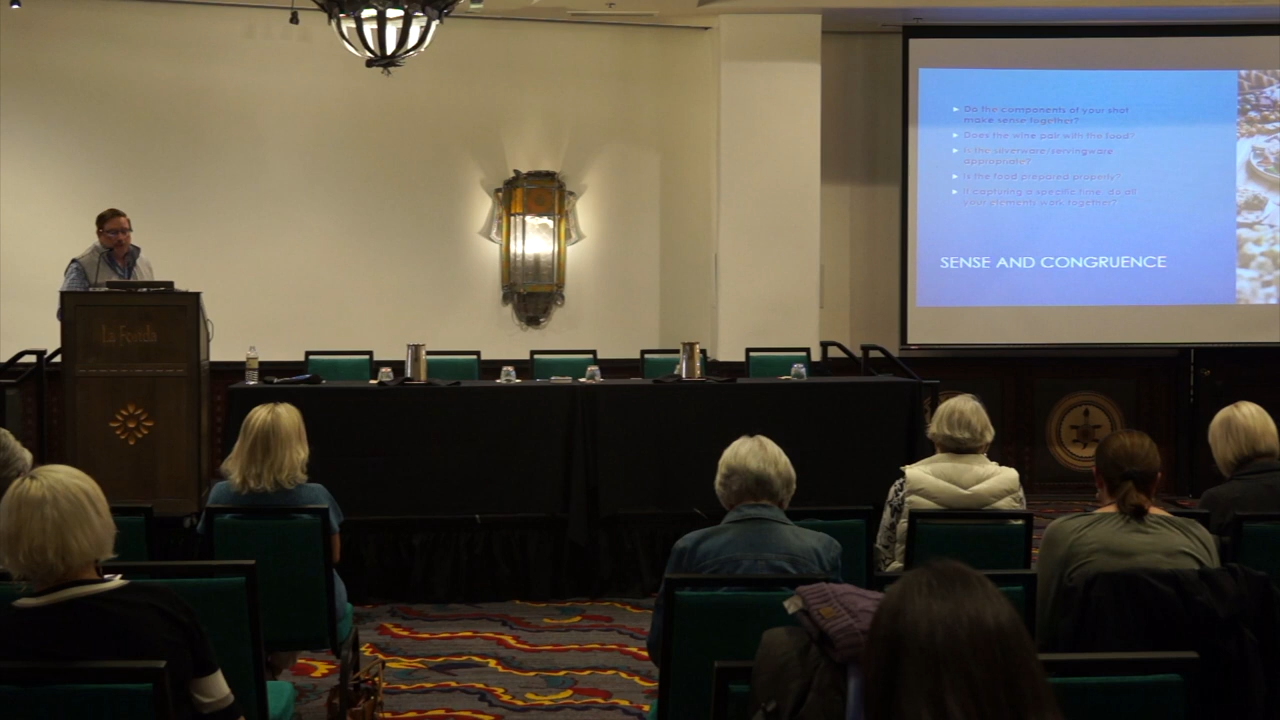 La Fonda
Do the components of your shot
make sense together?
Does the wine pair with the food?
Is the silverware/servingware
appropriate?
Is the food prepared properly?
If capturing a specific time, do all
your elements work together?
SENSE AND CONGRUENCE